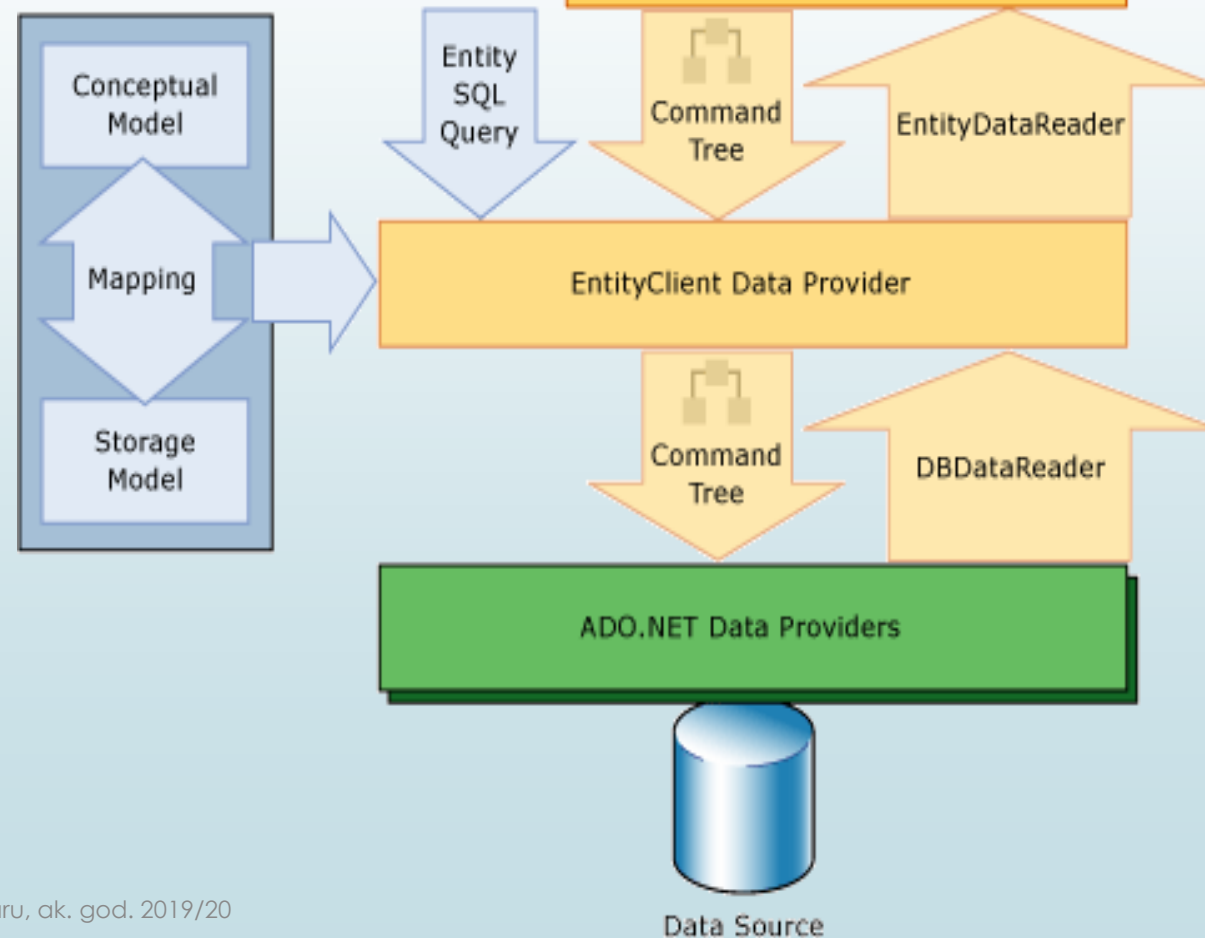 Conceptual
Model
Mapping
Storage
Model
Entity
SQL
Query
Command
Tree
EntityDataReader
EntityClient Data Provider
Command
Tree
DBDataReader
ADO.NET Data Providers
Data Source
ak. god. 2019/20